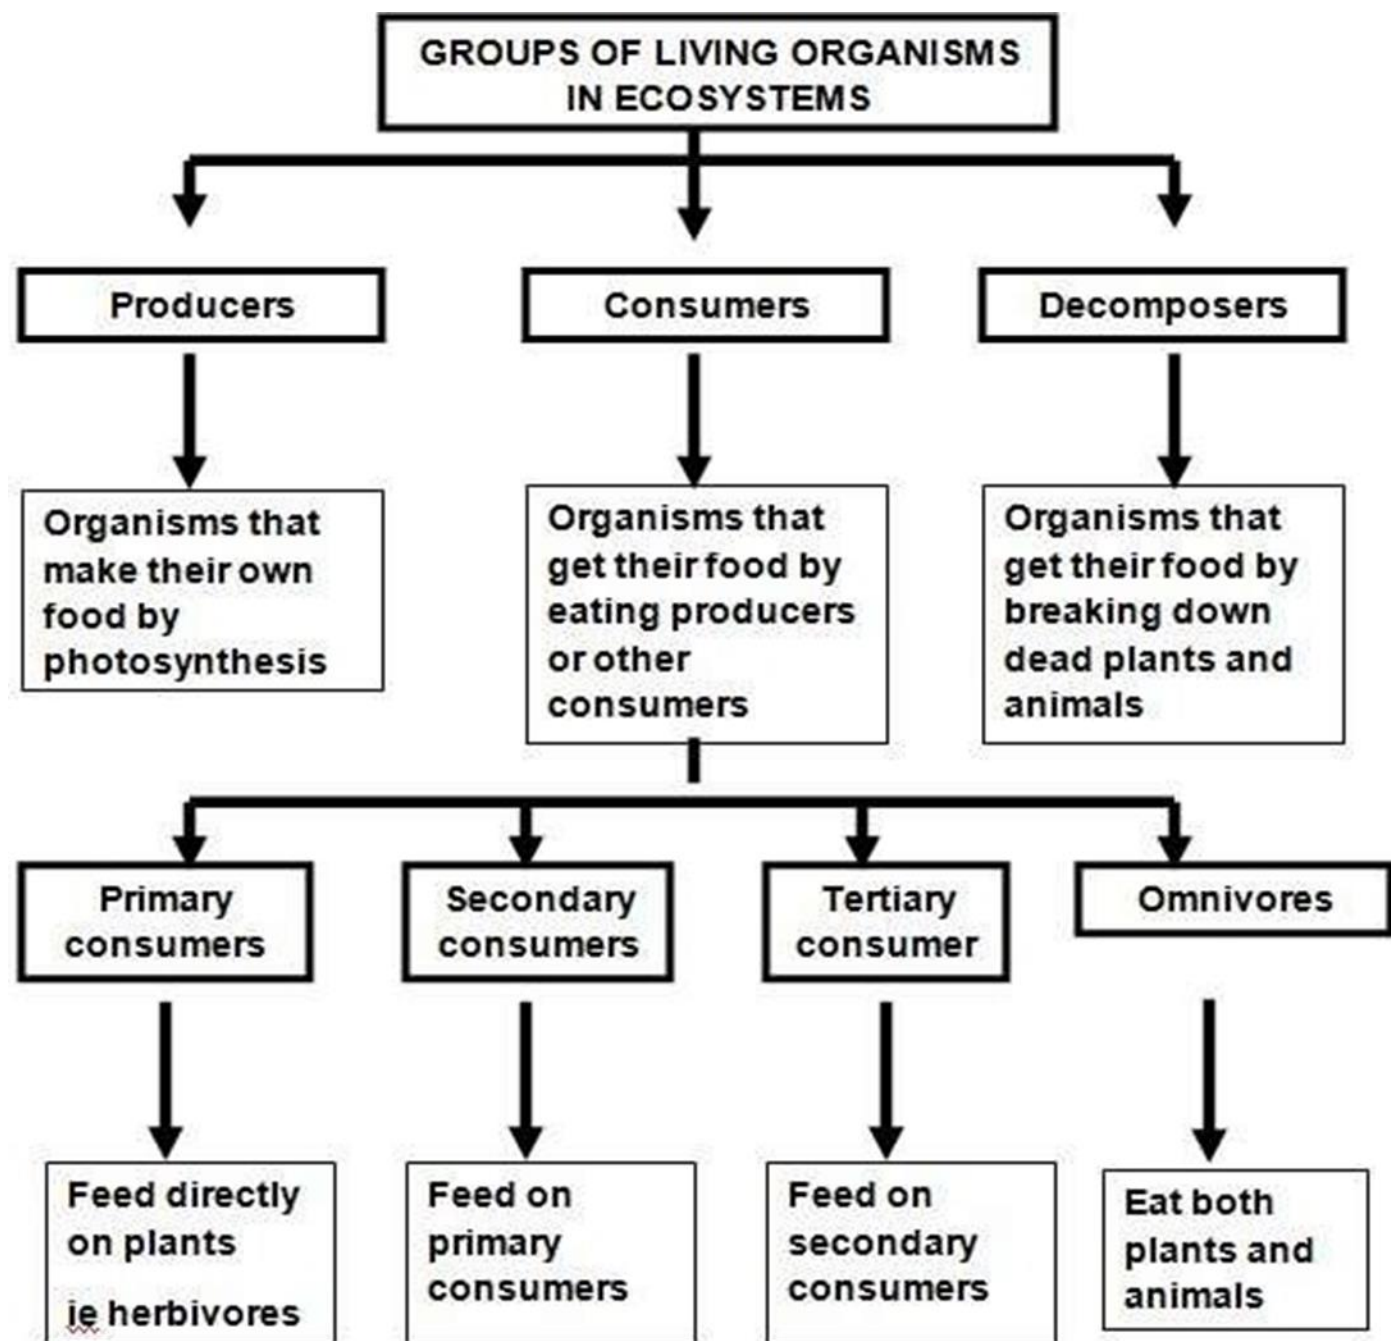 GROUPS OF LIVING ORGANISMS
IN ECOSYSTEMS
Producers
Consumers
Decomposers
Organisms that
make their own
food by
photosynthesis
Organisms that
get their food by
eating producers
or other
consumers
Organisms that
get their food by
breaking down
dead plants and
animals
Primary
consumers
Secondary
consumers
Tertiary
consumer
Omnivores
Feed directly
on plants
ie herbivores
Feed on
primary
consumers
Feed on
secondary
consumers
Eat both
plants and
animals